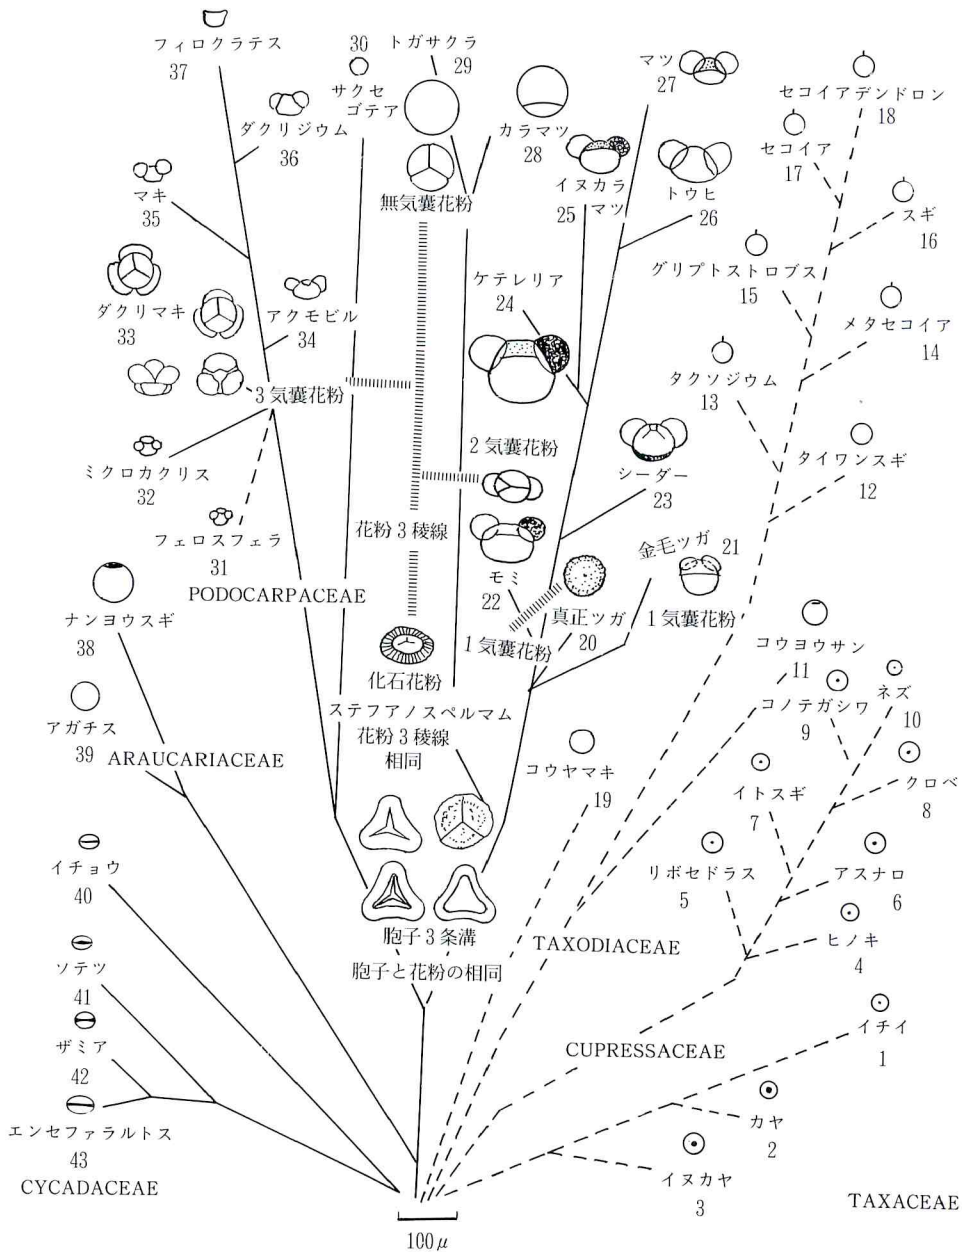 フィロクラテス
37
30
サクセ
ゴテア
トガサクラ
29
マツ
27
セコイアデンドロン
18
ダクリジウム
36
カラマツ
28
セコイア
17
マキ
35
無気嚢花粉
イヌカラ
マツ
25
トウヒ
26
スギ
16
グリプトストロブス
15
ケテレリア
24
ダクリマキ
33
アクモビル
34
メタセコイア
14
タクソジウム
13
3気嚢花粉
2気嚢花粉
タイワンスギ
12
ミクロカクリス
32
シーダー
23
花粉3稜線
フェロスフェラ
31
金毛ツガ 21
PODOCARPACEAE
モミ
22
真正ツガ
20
1気嚢花粉
1気嚢花粉
ナンヨウスギ
38
コウヨウサン
11
化石花粉
ステフアノスペルマム
花粉3稜線
相同
コノテガシワ
9
ネズ
10
アガチス
39
ARAUCARIACEAE
コウヤマキ
19
クロベ
8
イトスギ
7
イチョウ
40
リボセドラス
5
アスナロ
6
胞子3条溝
TAXODIACEAE
ヒノキ
4
胞子と花粉の相同
ソテツ
41
イチイ
1
ザミア
42
CUPRESSACEAE
カヤ
2
エンセファラルトス
43
イヌカヤ
3
CYCADACEAE
TAXACEAE
100μ